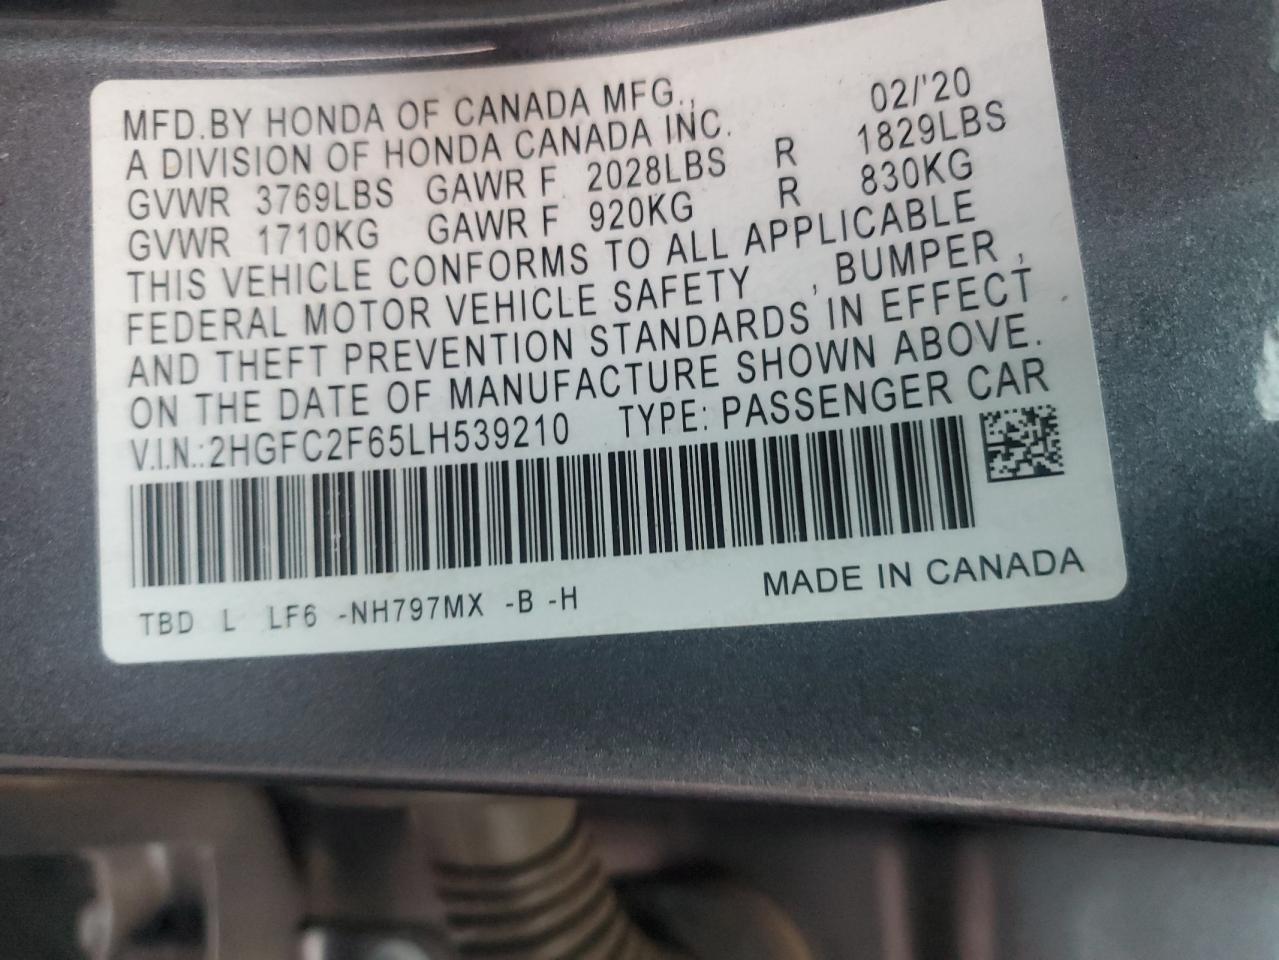 MFD.BY HONDA OF CANADA MFG., 02/'20
A DIVISION OF HONDA CANADA INC.
GVWR 3769LBS GAWR F 2028LBS R 1829LBS
GVWR 1710KG GAWR F 920KG R 830KG
THIS VEHICLE CONFORMS TO ALL APPLICABLE
FEDERAL MOTOR VEHICLE SAFETY , BUMPER ,
AND THEFT PREVENTION STANDARDS IN EFFECT
ON THE DATE OF MANUFACTURE SHOWN ABOVE.
V.I.N.:2HGFC2F65LH539210 TYPE: PASSENGER CAR
TBD L LF6 -NH797MX -B -H MADE IN CANADA